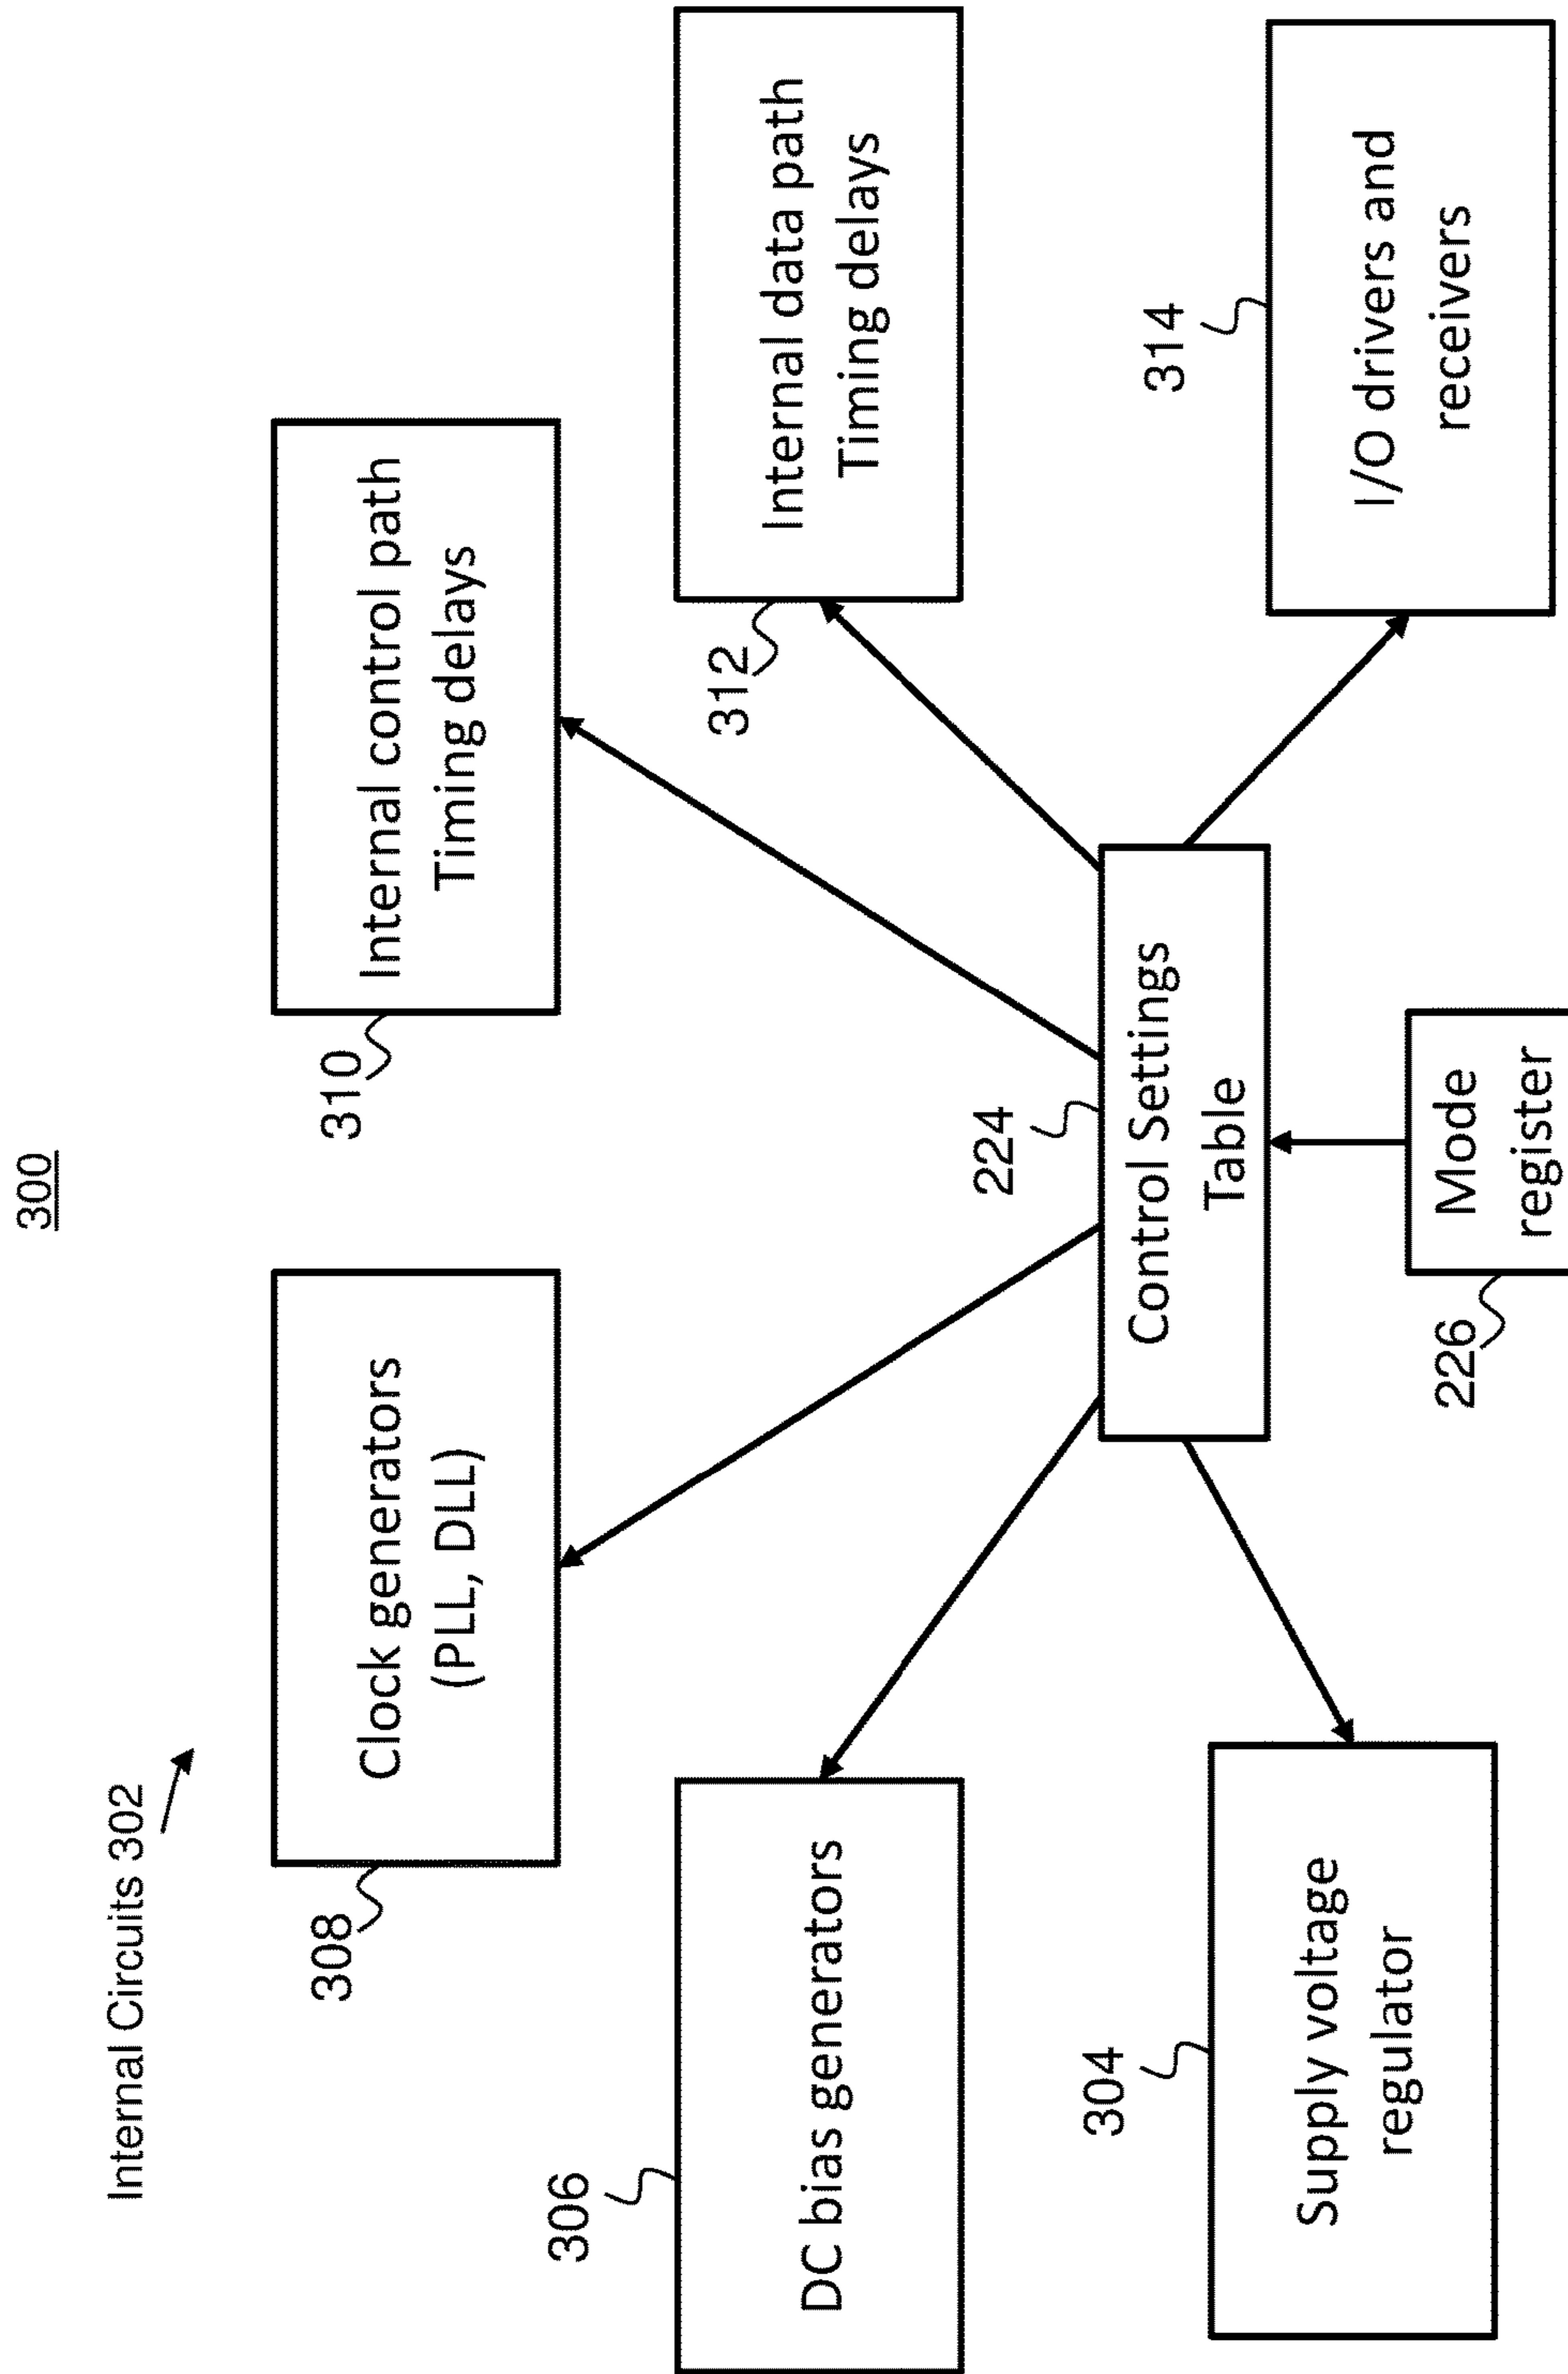 300
Internal Circuits 302
308
Clock generators
(PLL, DLL)
310
Internal control path
Timing delays
306
DC bias generators
312
Internal data path
Timing delays
304
Supply voltage
regulator
224
Control Settings
Table
314
I/O drivers and
receivers
226
Mode
register